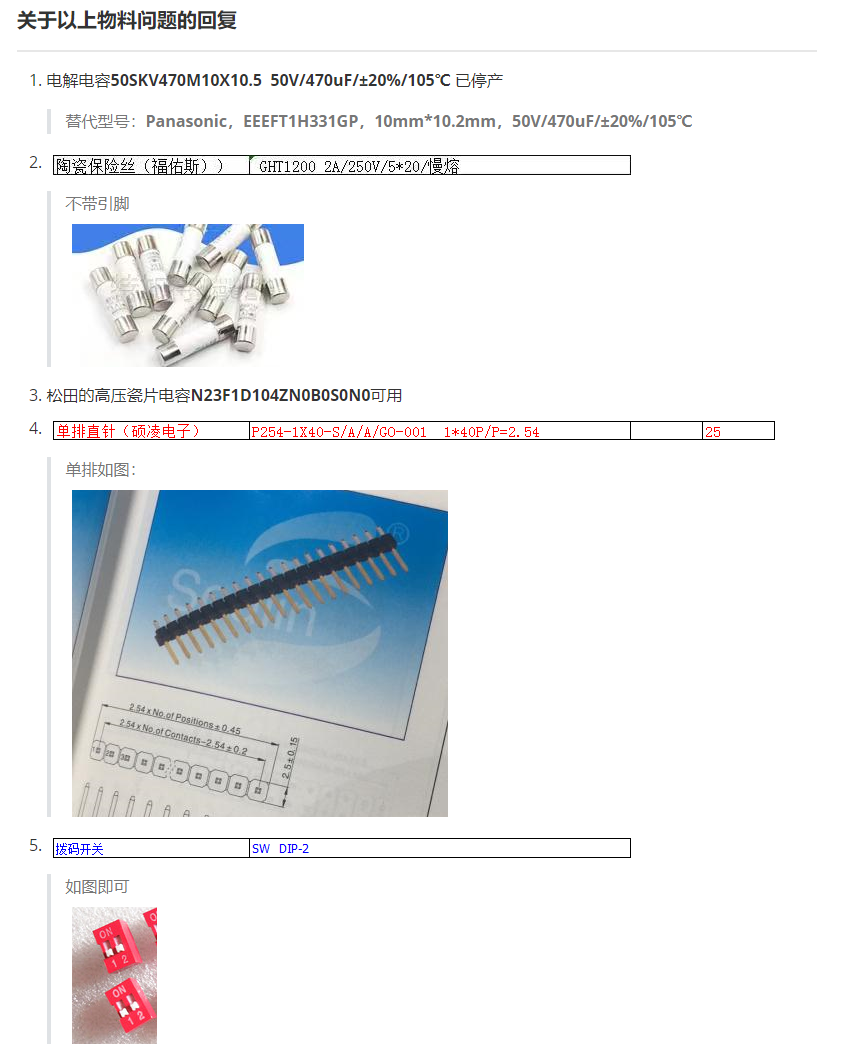 关于以上物料问题的回复
1. 电解电容50SKV470M10X10.5 50V/470uF/±20%/105℃ 已停产
替代型号：Panasonic，EEEFT1H331GP，10mm*10.2mm，50V/470uF/±20%/105℃
2. 陶瓷保险丝（福佑斯）） GHT1200 2A/250V/5*20/慢熔
不带引脚
3. 松田的高压瓷片电容N23F1D104ZN0B0S0N0可用
4. 单排直针（硕凌电子） P254-1X40-S/A/A/GO-001 1*40P/P=2.54 25
单排如图：
®
2.54 x No.of Positions±0.45
2.54 x No.of Contacts-2.54±0.2
2.5±0.15
5. 拨码开关 SW DIP-2
如图即可
ON
1 2
ON
1 2